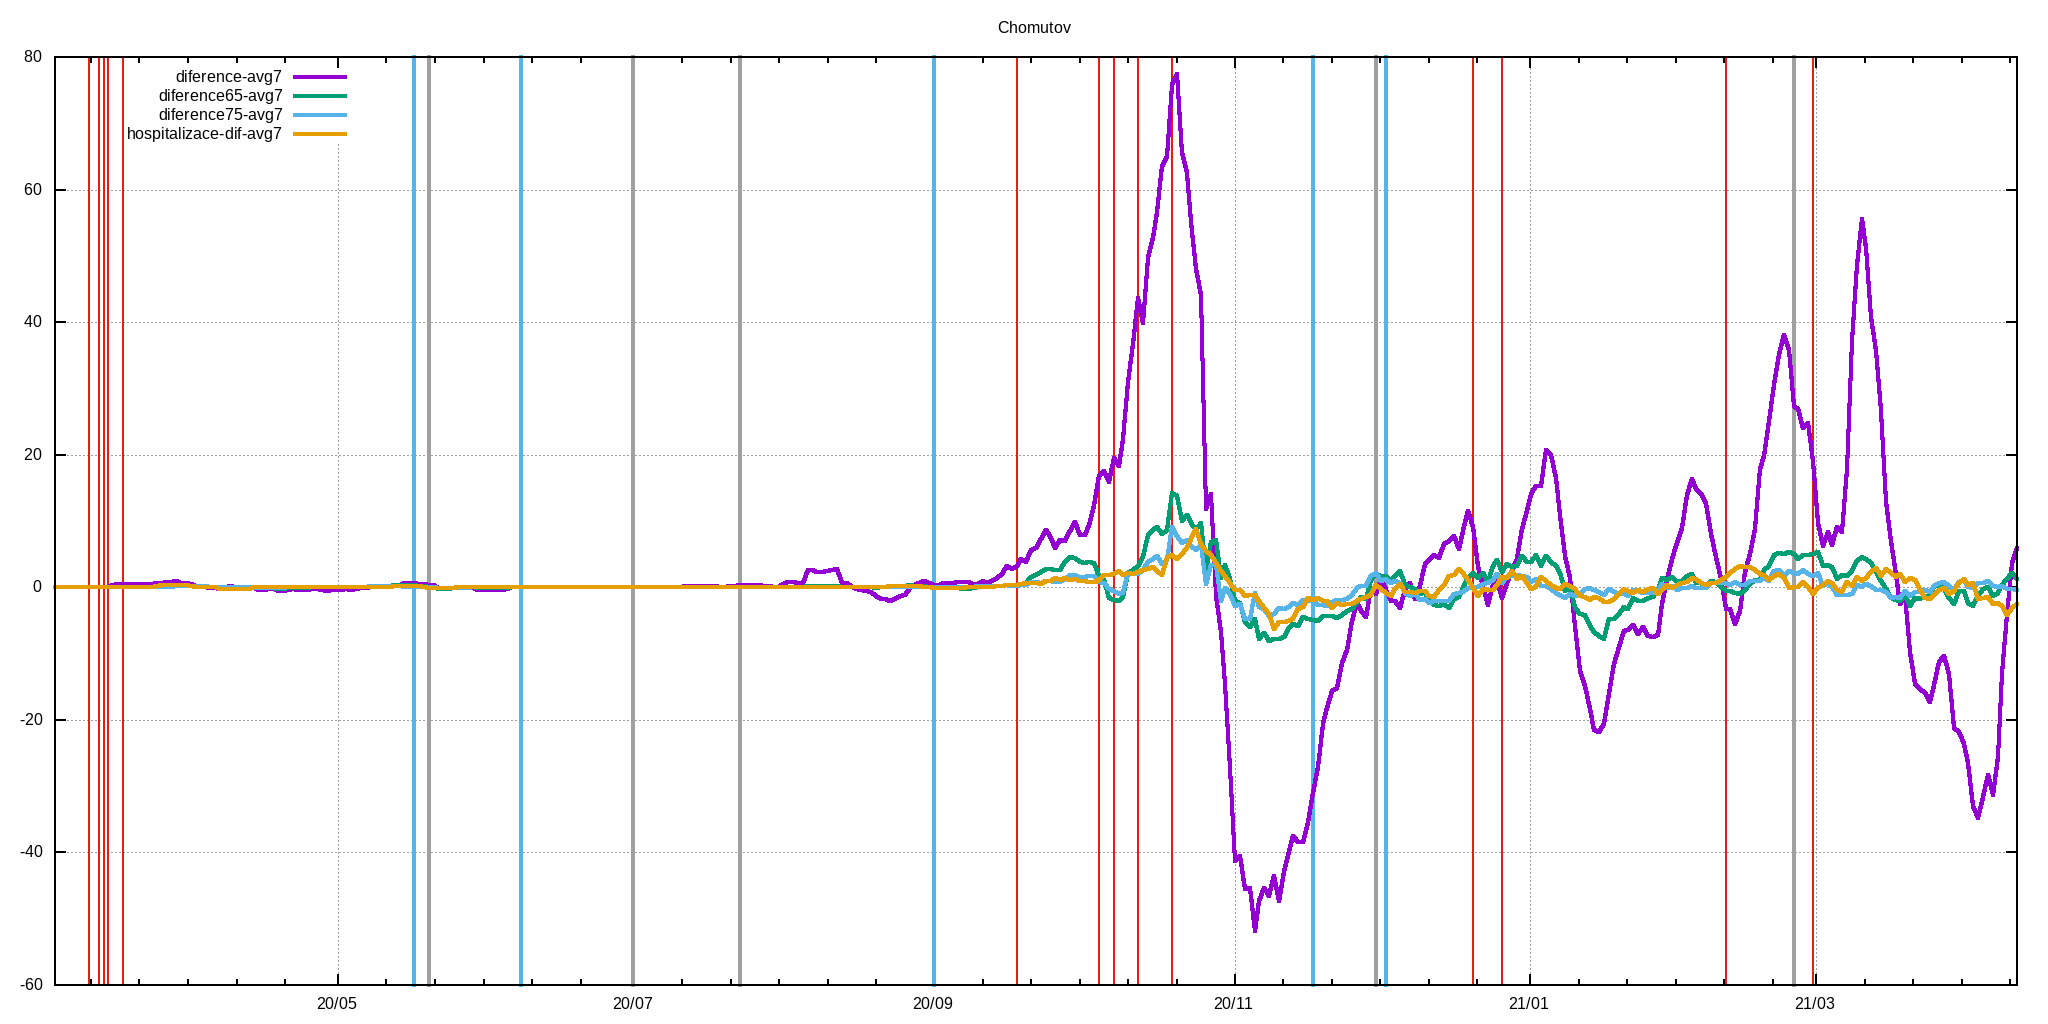 Chomutov
diference-avg7
diference65-avg7
diference75-avg7
hospitalizace-dif-avg7
80
60
40
20
0
-20
-40
-60
20/05 20/07 20/09 20/11 21/01 21/03